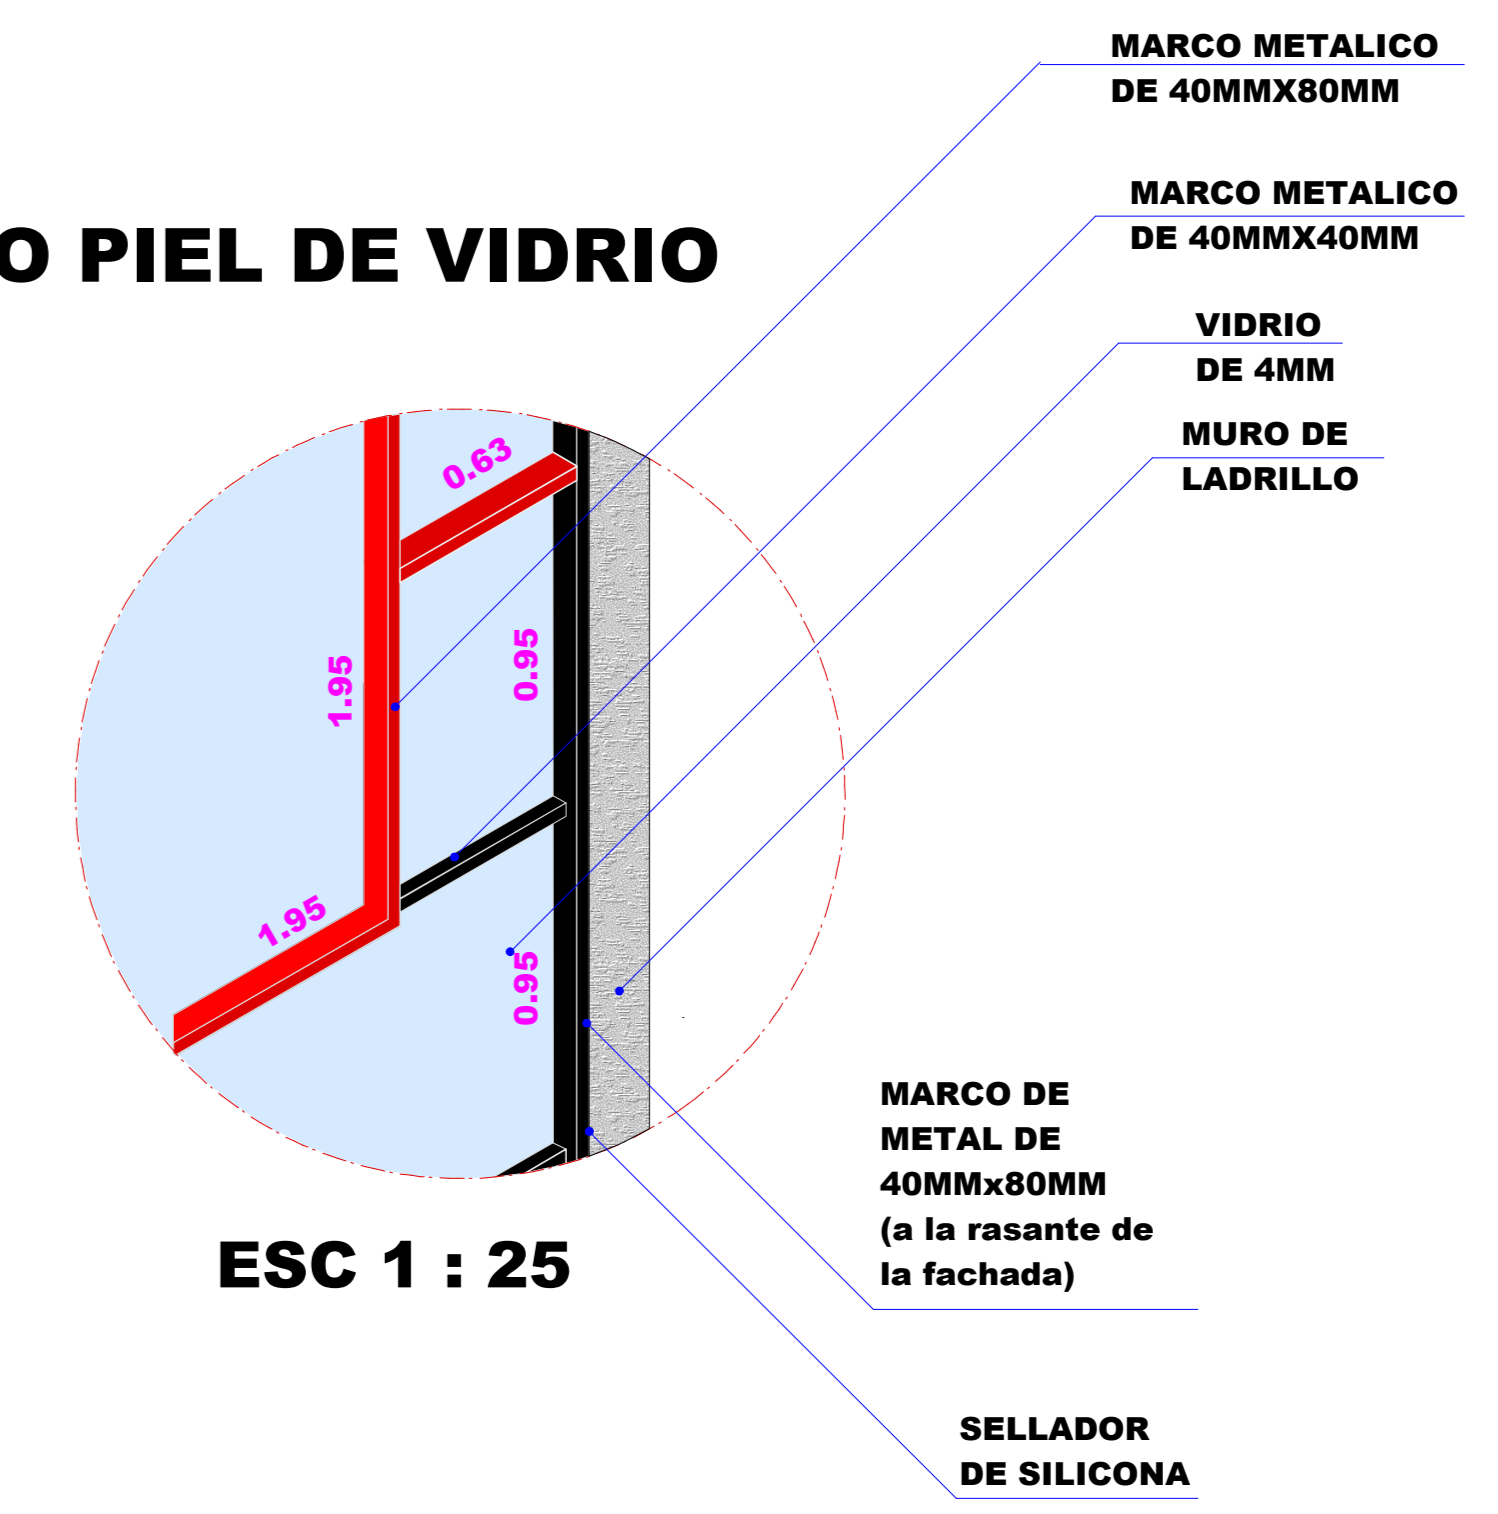 MARCO METALICO
DE 40MMX80MM
MARCO METALICO
DE 40MMX40MM
O PIEL DE VIDRIO
VIDRIO
DE 4MM
MURO DE
LADRILLO
0.63
0.95
1.95
1.95
0.95
MARCO DE
METAL DE
40MMx80MM
(a la rasante de
la fachada)
ESC 1 : 25
SELLADOR
DE SILICONA